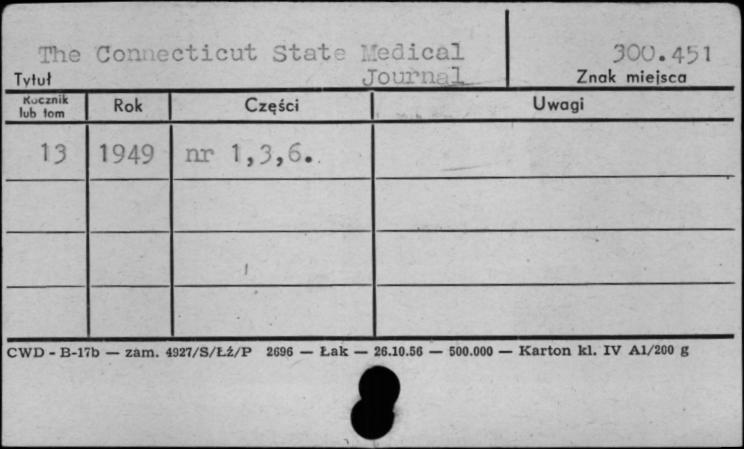 The Connecticut State Medical 300.451
Tytuł Journal Znak miejsca
Rocznik lub tom Rok Części Uwagi
13 1949 nr 1,3,6.
CWD - B-17b — zam. 4927/S/Łż/P 2696 — Łak — 26.10.56 — 500.000 — Karton kl. IV A1/200 g